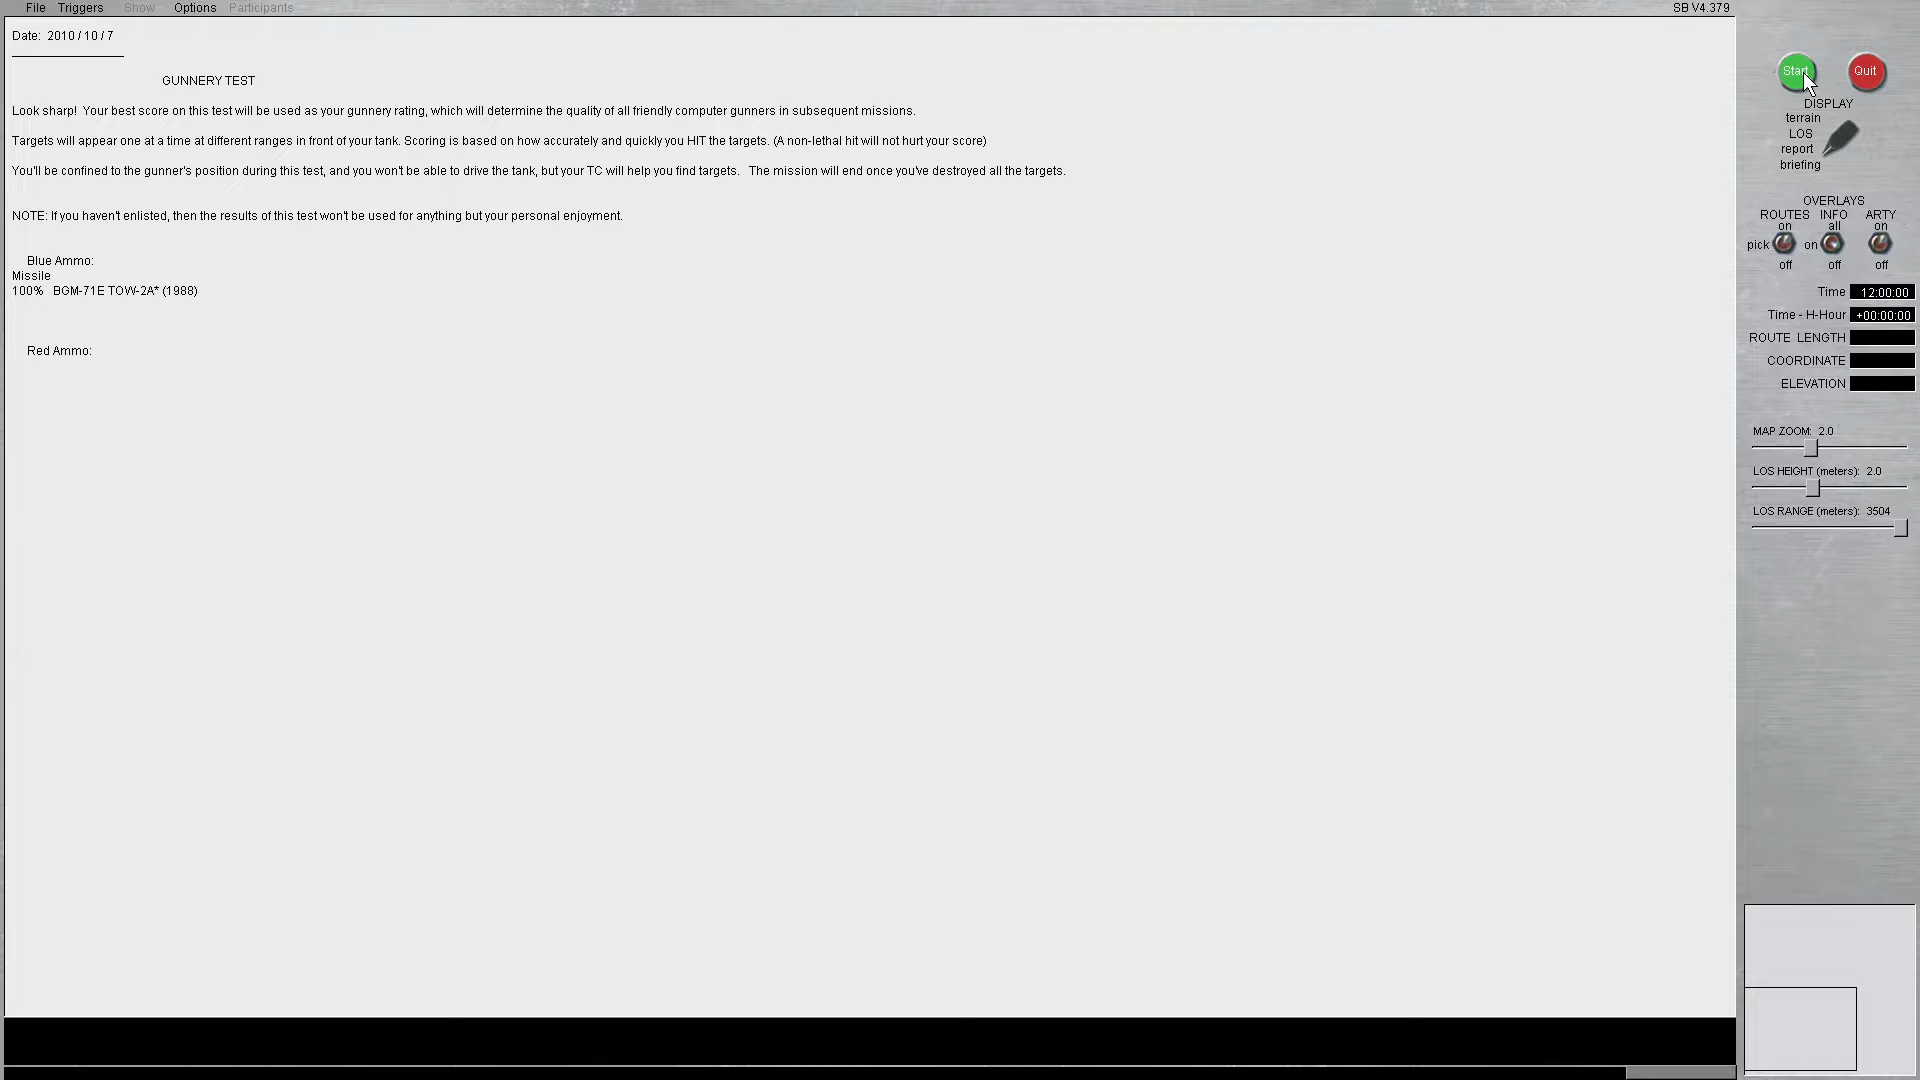 File Triggers Show Options Participants SB V4.379
Date: 2010 / 10 / 7
GUNNERY TEST
Look sharp! Your best score on this test will be used as your gunnery rating, which will determine the quality of all friendly computer gunners in subsequent missions.
Targets will appear one at a time at different ranges in front of your tank. Scoring is based on how accurately and quickly you HIT the targets. (A non-lethal hit will not hurt your score)
You'll be confined to the gunner's position during this test, and you won't be able to drive the tank, but your TC will help you find targets. The mission will end once you've destroyed all the targets.
NOTE: If you haven't enlisted, then the results of this test won't be used for anything but your personal enjoyment.
Blue Ammo:
Missile
100% BGM-71E TOW-2A* (1988)
Red Ammo:
Start Quit
DISPLAY
terrain
LOS
report
briefing
OVERLAYS
ROUTES INFO ARTY
on all on
pick on
off off off
Time 12:00:00
Time - H-Hour +00:00:00
ROUTE LENGTH
COORDINATE
ELEVATION
MAP ZOOM: 2.0
LOS HEIGHT (meters): 2.0
LOS RANGE (meters): 3504